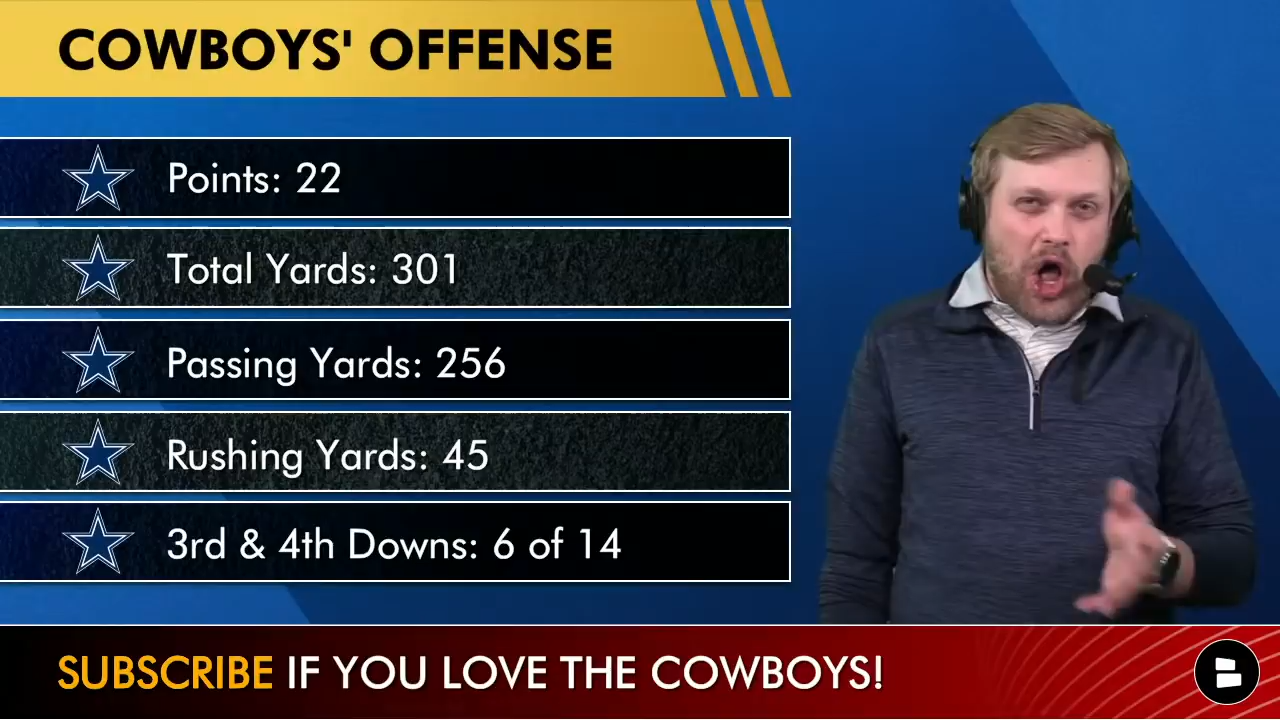 COWBOYS' OFFENSE
Points: 22
Total Yards: 301
Passing Yards: 256
Rushing Yards: 45
3rd & 4th Downs: 6 of 14
SUBSCRIBE IF YOU LOVE THE COWBOYS!